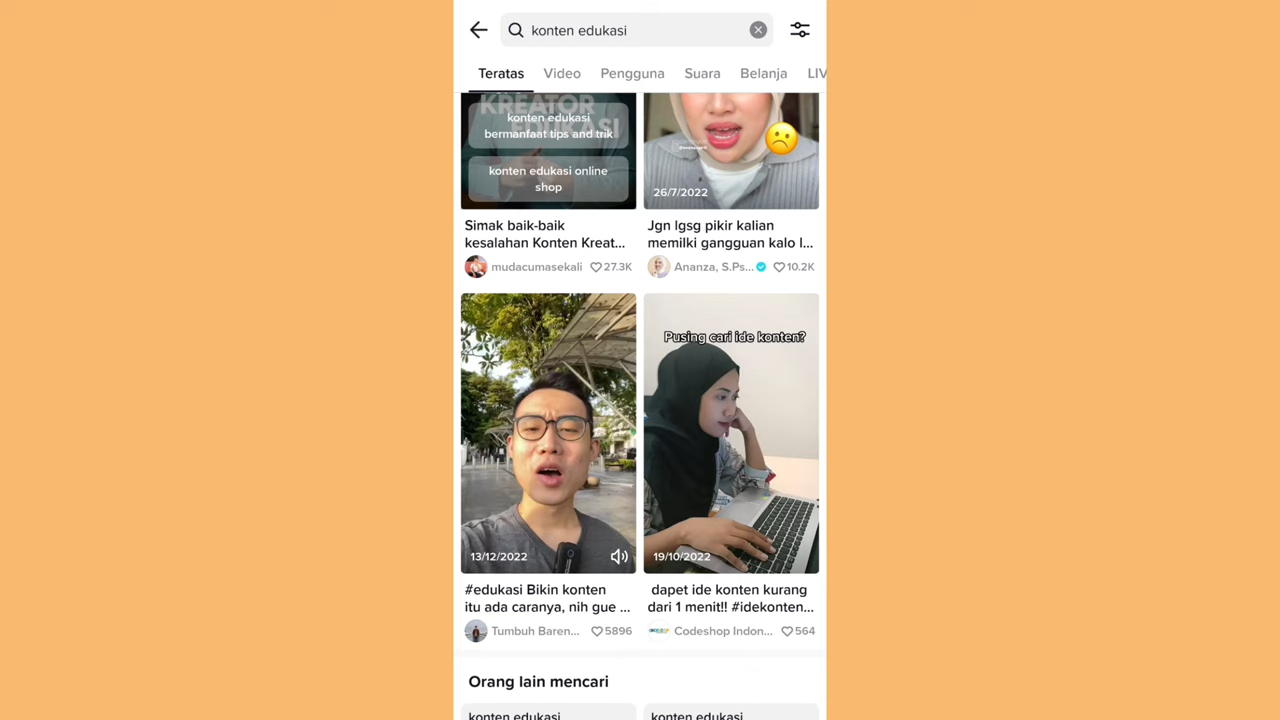 konten edukasi
Teratas Video Pengguna Suara Belanja LIV
KREATOR
EDUKASI
konten edukasi
bermanfaat tips and trik
konten edukasi online
shop
26/7/2022
Simak baik-baik
kesalahan Konten Kreat...
mudacumasekali 27.3K
Jgn lgsg pikir kalian
memilki gangguan kalo l...
Ananza, S.Ps... 10.2K
13/12/2022
Pusing cari ide konten?
19/10/2022
#edukasi Bikin konten
itu ada caranya, nih gue ...
Tumbuh Baren... 5896
dapet ide konten kurang
dari 1 menit!! #idekonten...
Codeshop Indon... 564
Orang lain mencari
konten edukasi
konten edukasi